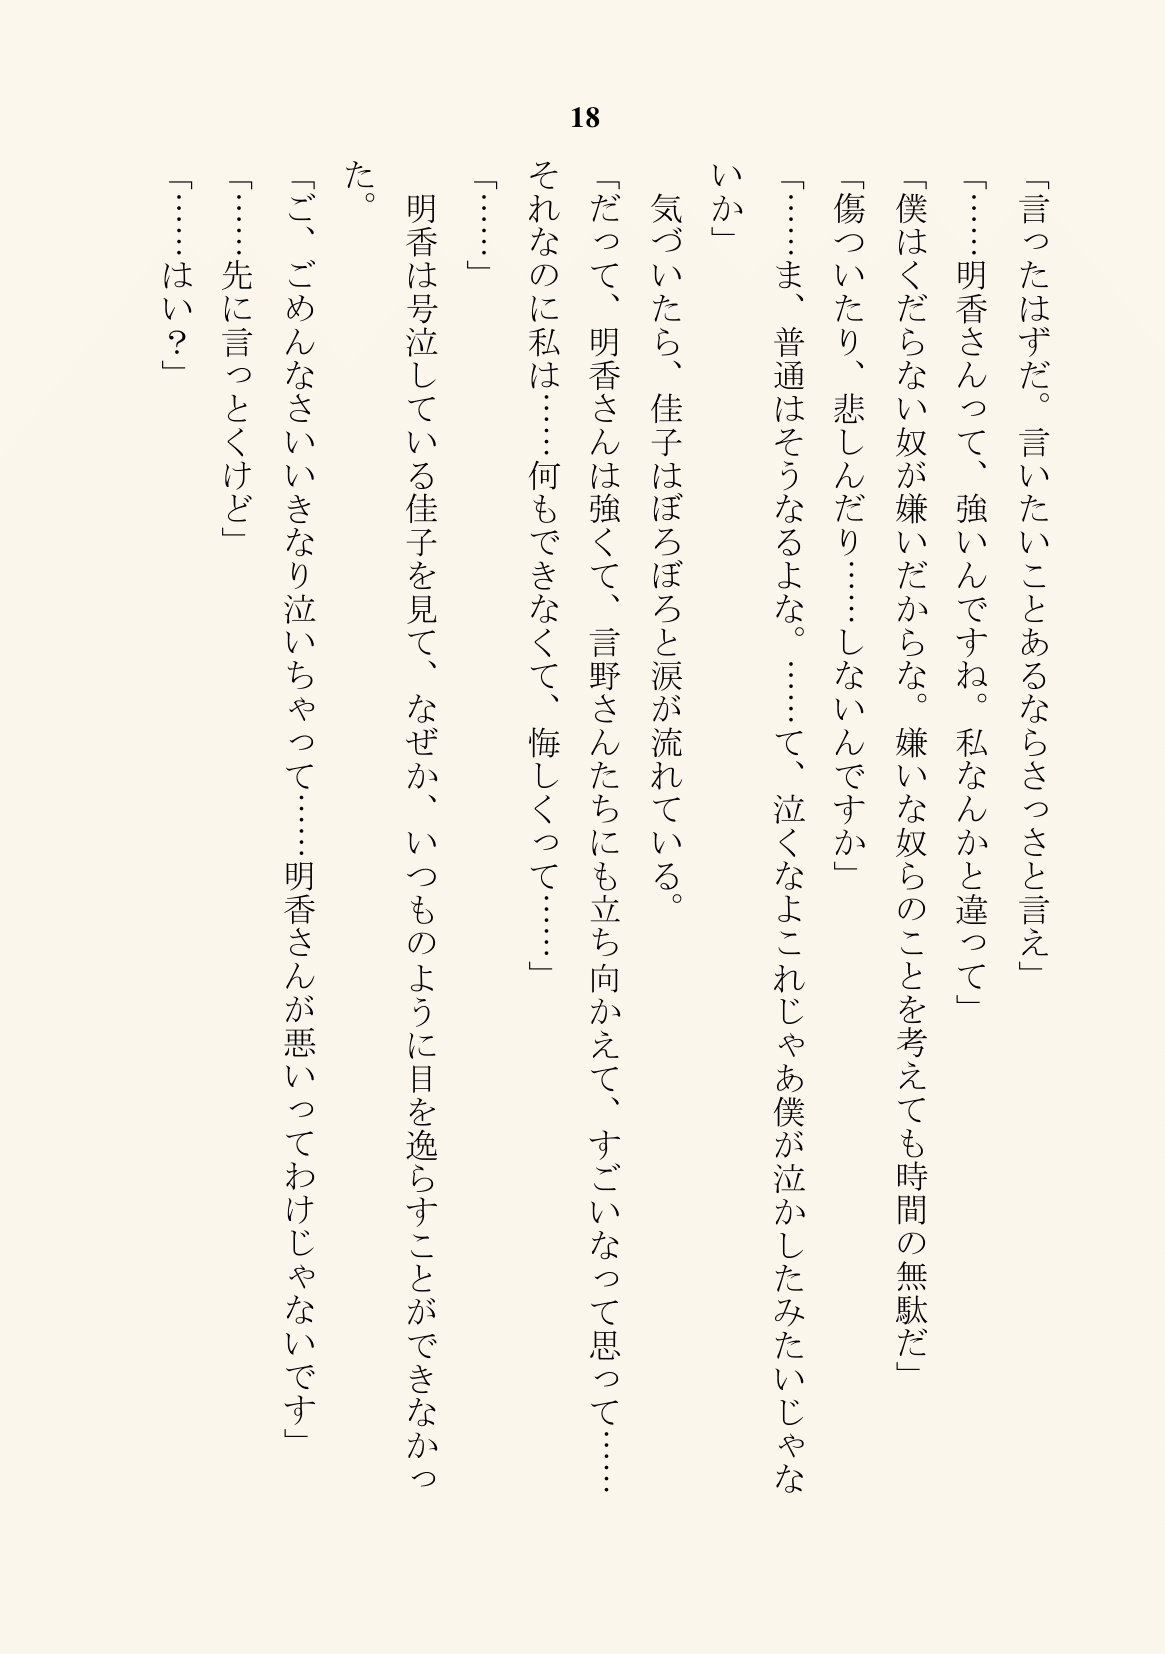 18
「言ったはずだ。言いたいことあるならさっさと言え」
「……明香さんって、強いんですね。私なんかと違って」
「僕はくだらない奴が嫌いだからな。嫌いな奴らのことを考えても時間の無駄だ」
「傷ついたり、悲しんだり……しないんですか」
「……ま、普通はそうなるよな。……て、泣くなよこれじゃあ僕が泣かしたみたいじゃな
いか」
　気づいたら、佳子はぼろぼろと涙が流れている。
「だって、明香さんは強くて、言野さんたちにも立ち向かえて、すごいなって思って……
それなのに私は……何もできなくて、悔しくって……」
「……」
　明香は号泣している佳子を見て、なぜか、いつものように目を逸らすことができなかっ
た。
「ご、ごめんなさいいきなり泣いちゃって……明香さんが悪いってわけじゃないです」
「……先に言っとくけど」
「……はい？」